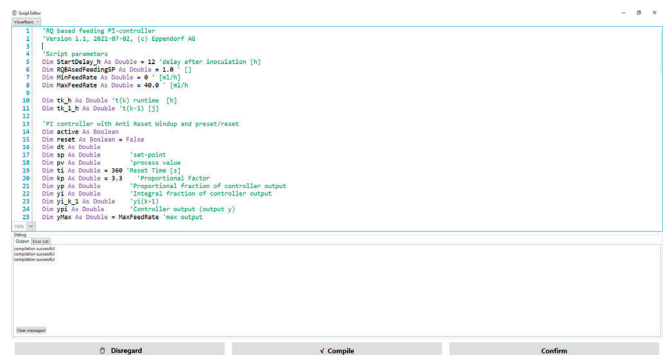 Script Editor
VisualBasic
1 'RQ based feeding PI-controller
2 'Version 1.1, 2021-07-02, (c) Eppendorf AG
3
4 'Script parameters
5 Dim StartDelay_h As Double = 12 'delay after inoculation [h]
6 Dim RQBAsedFeedingSP As Double = 1.0 ' []
7 Dim MinFeedRate As Double = 0 ' [ml/h]
8 Dim MaxFeedRate As Double = 40.0 ' [ml/h
9
10 Dim tk_h As Double 't(k) runtime [h]
11 Dim tk_1_h As Double 't(k-1) [j]
12
13 'PI controller with Anti Reset Windup and preset/reset
14 Dim active As Boolean
15 Dim reset As Boolean = False
16 Dim dt As Double
17 Dim sp As Double 'set-point
18 Dim pv As Double 'process value
19 Dim ti As Double = 360 'Reset Time [s]
20 Dim kp As Double = 3.3 'Proportional Factor
21 Dim yp As Double 'Proportional fraction of controller output
22 Dim yi As Double 'Integral fraction of controller output
23 Dim yi_k_1 As Double 'yi(k-1)
24 Dim ypi As Double 'Controller output (output y)
25 Dim yMax As Double = MaxFeedRate 'max output
100%
Debug
Output Error List
compilation successful
compilation successful
compilation successful
Clear messages
Disregard √ Compile Confirm